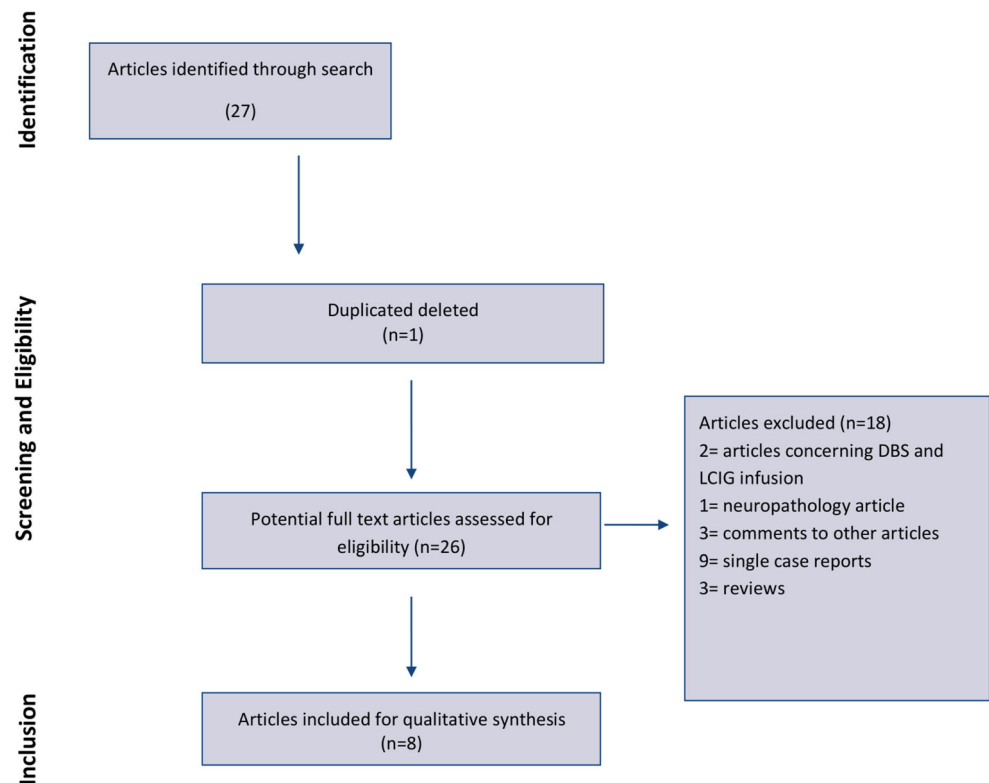 Identification
Articles identified through search
(27)
Screening and Eligibility
Duplicated deleted
(n=1)
Potential full text articles assessed for
eligibility (n=26)
Articles excluded (n=18)
2= articles concerning DBS and
LCIG infusion
1= neuropathology article
3= comments to other articles
9= single case reports
3= reviews
Inclusion
Articles included for qualitative synthesis
(n=8)